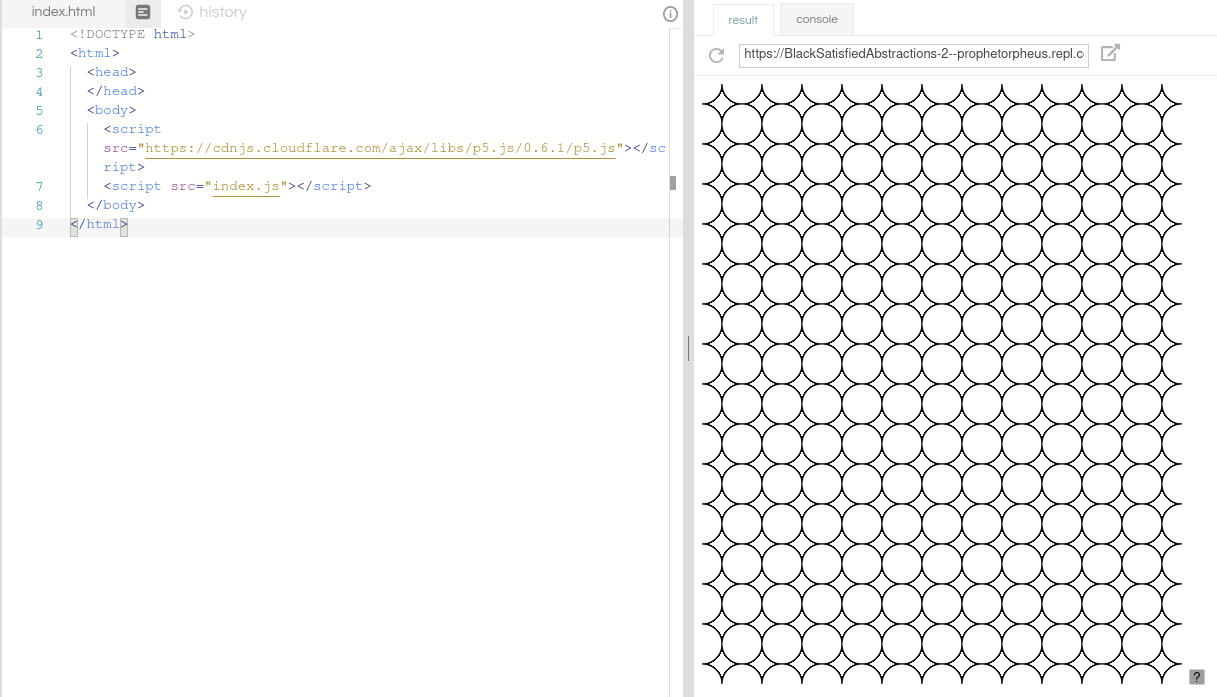 index.html
history
result
console
https://BlackSatisfiedAbstractions-2--prophetorpheus.repl.c
1 <!DOCTYPE html>
2 <html>
3 <head>
4 </head>
5 <body>
6 <script
src="https://cdnjs.cloudflare.com/ajax/libs/p5.js/0.6.1/p5.js"></sc
ript>
7 <script src="index.js"></script>
8 </body>
9 </html>
?